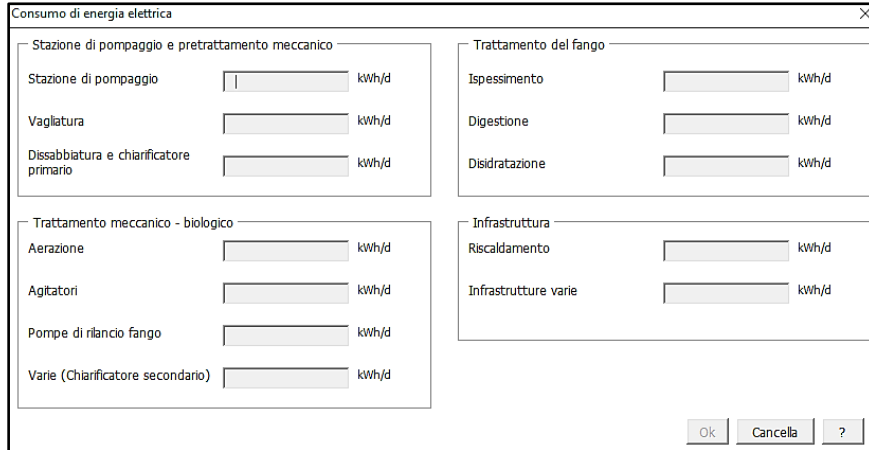 Consumo di energia elettrica
Stazione di pompaggio e pretrattamento meccanico
Stazione di pompaggio kWh/d
Vagliatura kWh/d
Dissabbiatura e chiarificatore
primario kWh/d
Trattamento meccanico - biologico
Aerazione kWh/d
Agitatori kWh/d
Pompe di rilancio fango kWh/d
Varie (Chiarificatore secondario) kWh/d
Trattamento del fango
Ispessimento kWh/d
Digestione kWh/d
Disidratazione kWh/d
Infrastruttura
Riscaldamento kWh/d
Infrastrutture varie kWh/d
Ok Cancella ?